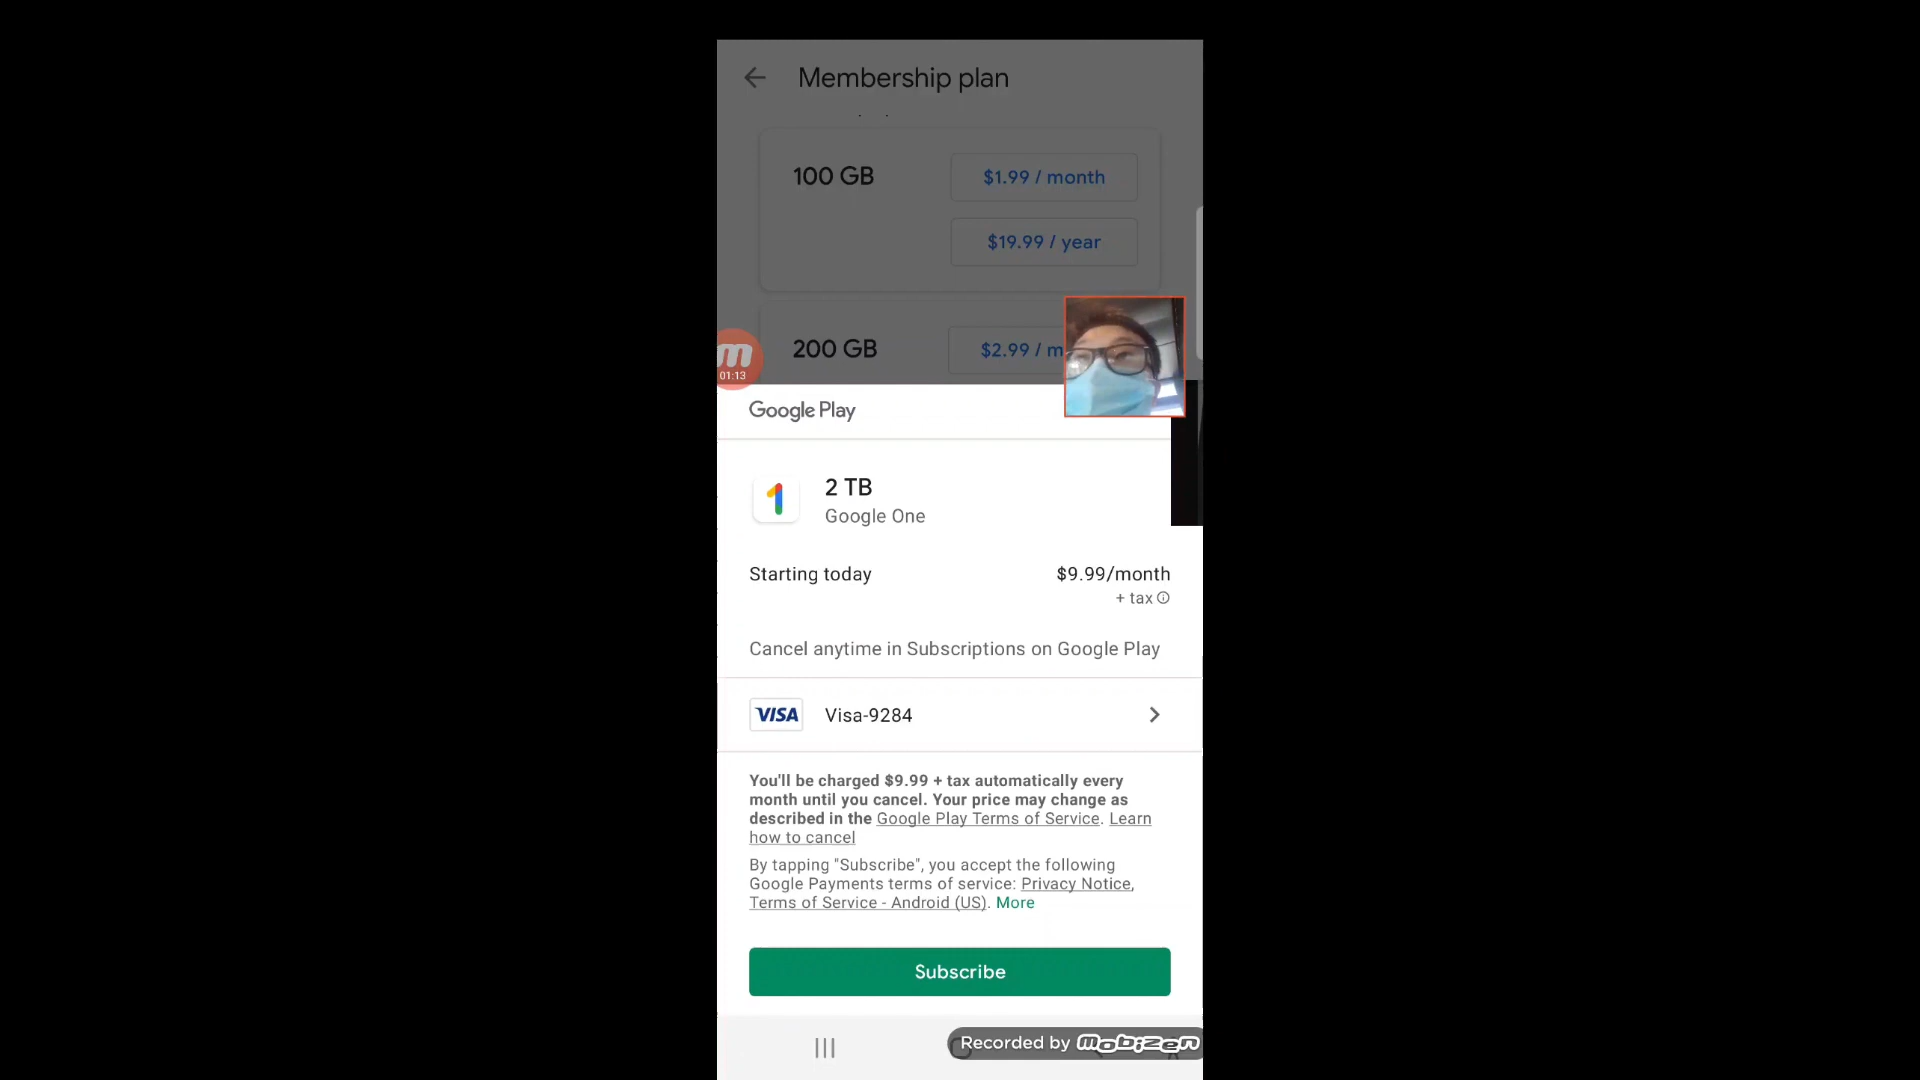 Membership plan
100 GB
$1.99 / month
$19.99 / year
200 GB
$2.99 / m
01:13
Google Play
2 TB
Google One
Starting today
$9.99/month
+ tax
Cancel anytime in Subscriptions on Google Play
VISA
Visa-9284
You'll be charged $9.99 + tax automatically every
month until you cancel. Your price may change as
described in the Google Play Terms of Service. Learn
how to cancel
By tapping "Subscribe", you accept the following
Google Payments terms of service: Privacy Notice,
Terms of Service - Android (US). More
Subscribe
Recorded by mobizen